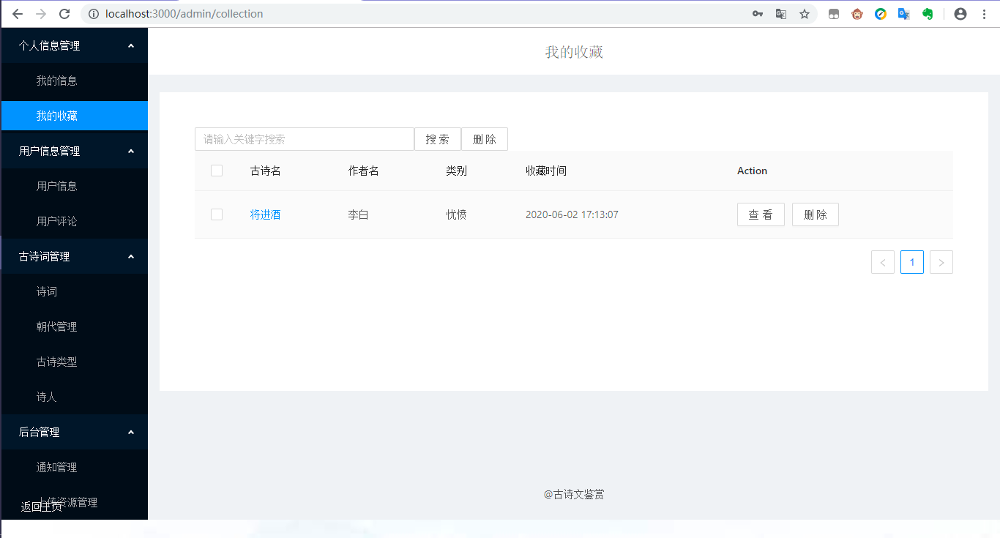 localhost:3000/admin/collection
个人信息管理
我的信息
我的收藏
用户信息管理
用户信息
用户评论
古诗词管理
诗词
朝代管理
古诗类型
诗人
后台管理
通知管理
上传资源管理
返回主页
我的收藏
请输入关键字搜索 搜 索 删 除
古诗名 作者名 类别 收藏时间 Action
将进酒 李白 忧愤 2020-06-02 17:13:07 查 看 删 除
< 1 >
@古诗文鉴赏